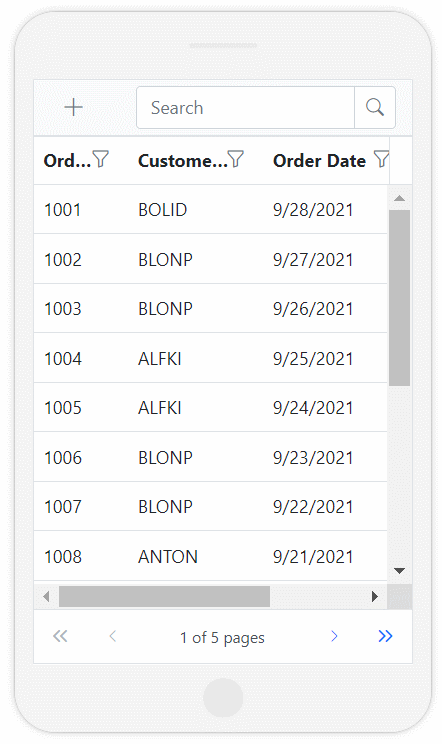 Search
Ord... Custome... Order Date
1001 BOLID 9/28/2021
1002 BLONP 9/27/2021
1003 BLONP 9/26/2021
1004 ALFKI 9/25/2021
1005 ALFKI 9/24/2021
1006 BLONP 9/23/2021
1007 BLONP 9/22/2021
1008 ANTON 9/21/2021
1 of 5 pages